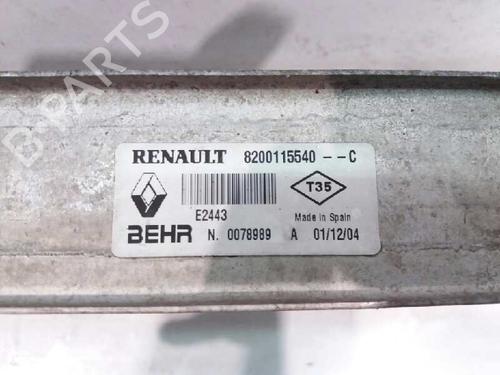 RENAULT 8200115540 - - C
T35
E2443
Made in Spain
BEHR N. 0078989 A 01/12/04
B-PARTS